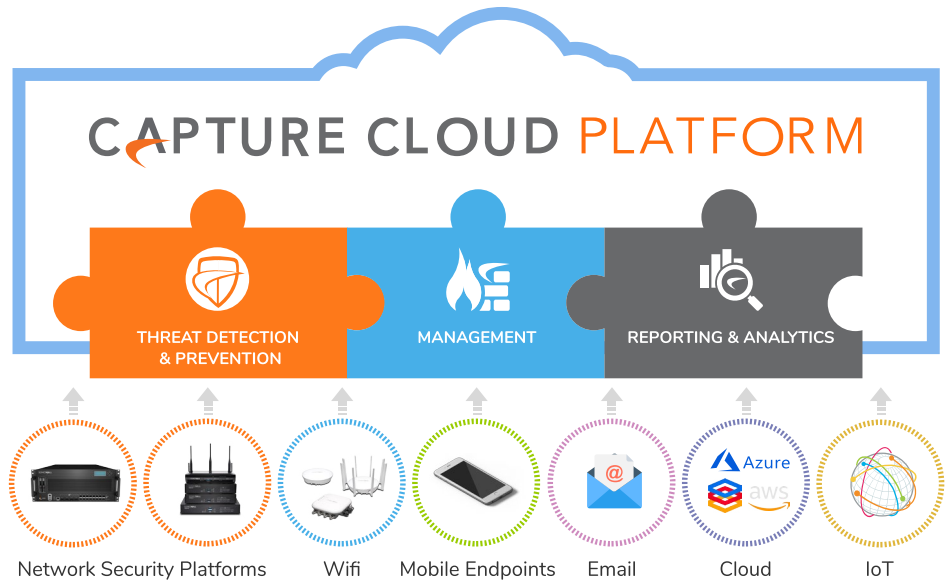 CAPTURE CLOUD PLATFORM
THREAT DETECTION
& PREVENTION
MANAGEMENT
REPORTING & ANALYTICS
@
Azure
aws
Network Security Platforms
Wifi
Mobile Endpoints
Email
Cloud
IoT